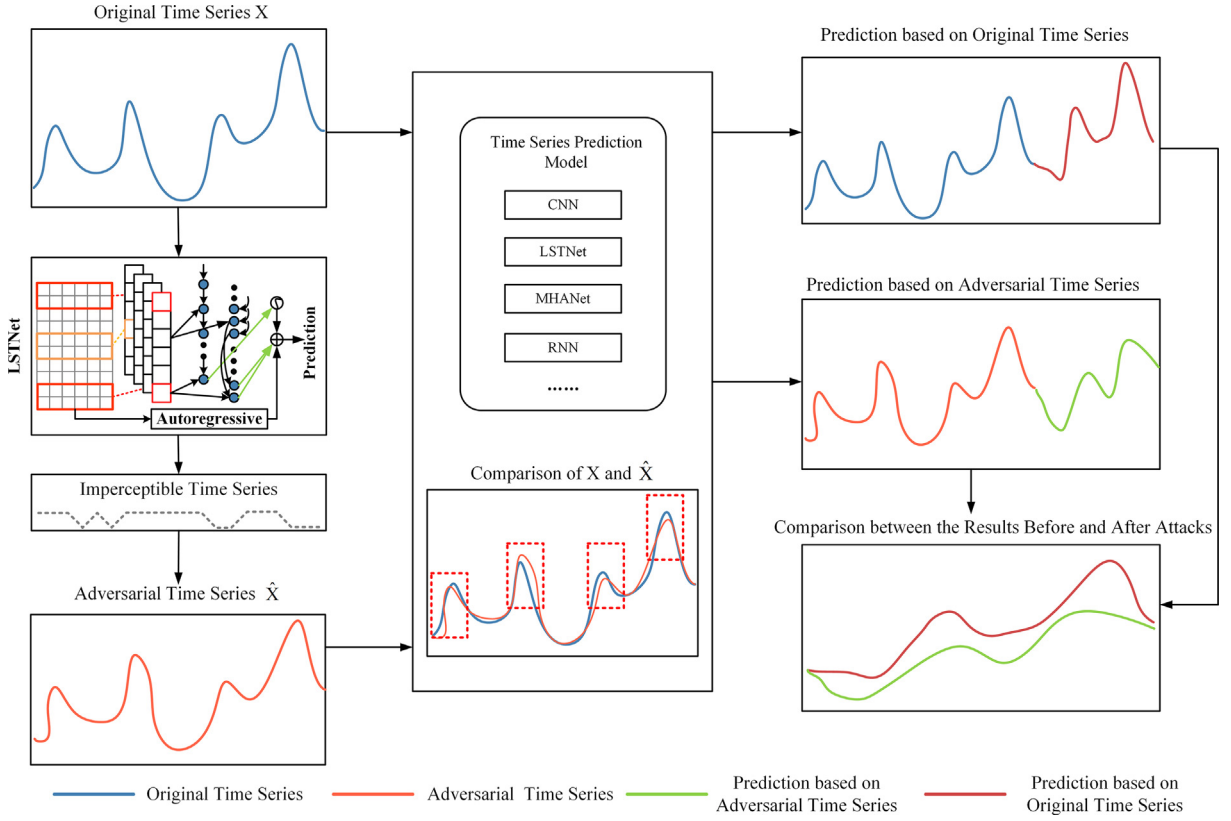 Original Time Series X
LSTNet
Prediction
Autoregressive
Imperceptible Time Series
Adversarial Time Series X̂
Time Series Prediction
Model
CNN
LSTNet
MHANet
RNN
......
Comparison of X and X̂
Prediction based on Original Time Series
Prediction based on Adversarial Time Series
Comparison between the Results Before and After Attacks
Original Time Series
Adversarial Time Series
Prediction based on
Adversarial Time Series
Prediction based on
Original Time Series